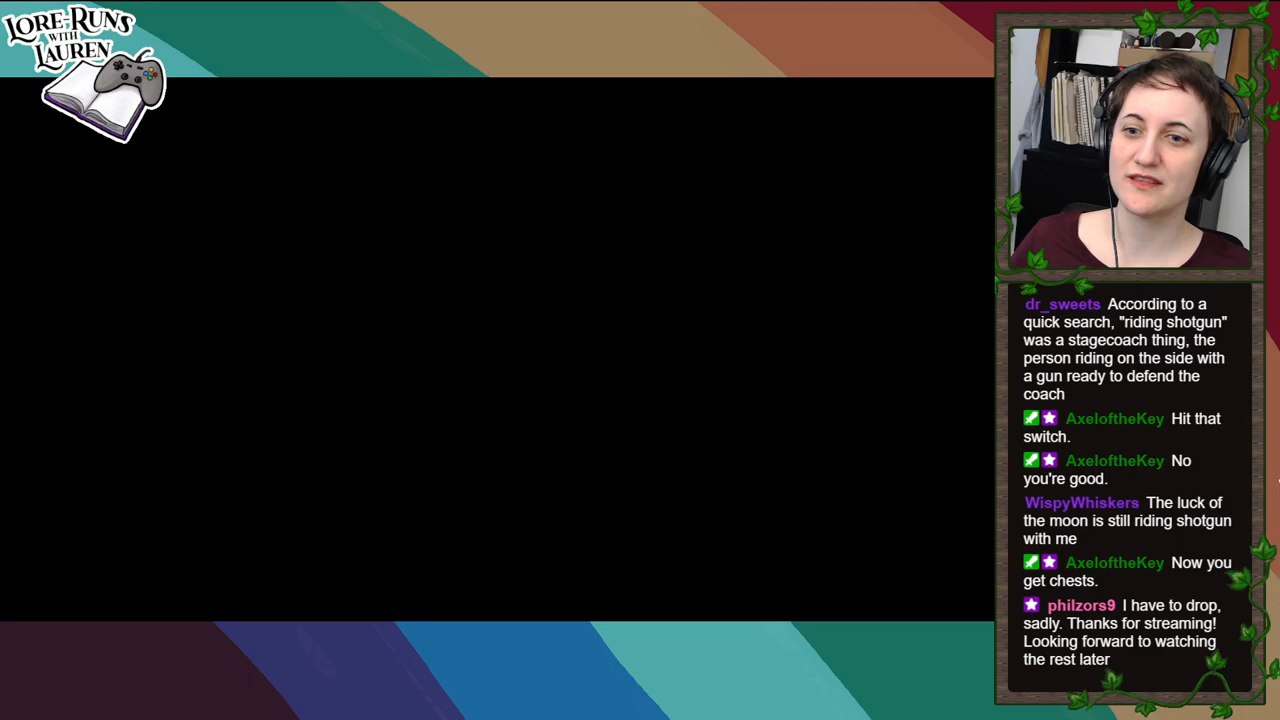 LORE-RUNS
WITH
LAUREN
dr_sweets According to a
quick search, "riding shotgun"
was a stagecoach thing, the
person riding on the side with
a gun ready to defend the
coach
AxeloftheKey Hit that
switch.
AxeloftheKey No
you're good.
WispyWhiskers The luck of
the moon is still riding shotgun
with me
AxeloftheKey Now you
get chests.
philzors9 I have to drop,
sadly. Thanks for streaming!
Looking forward to watching
the rest later